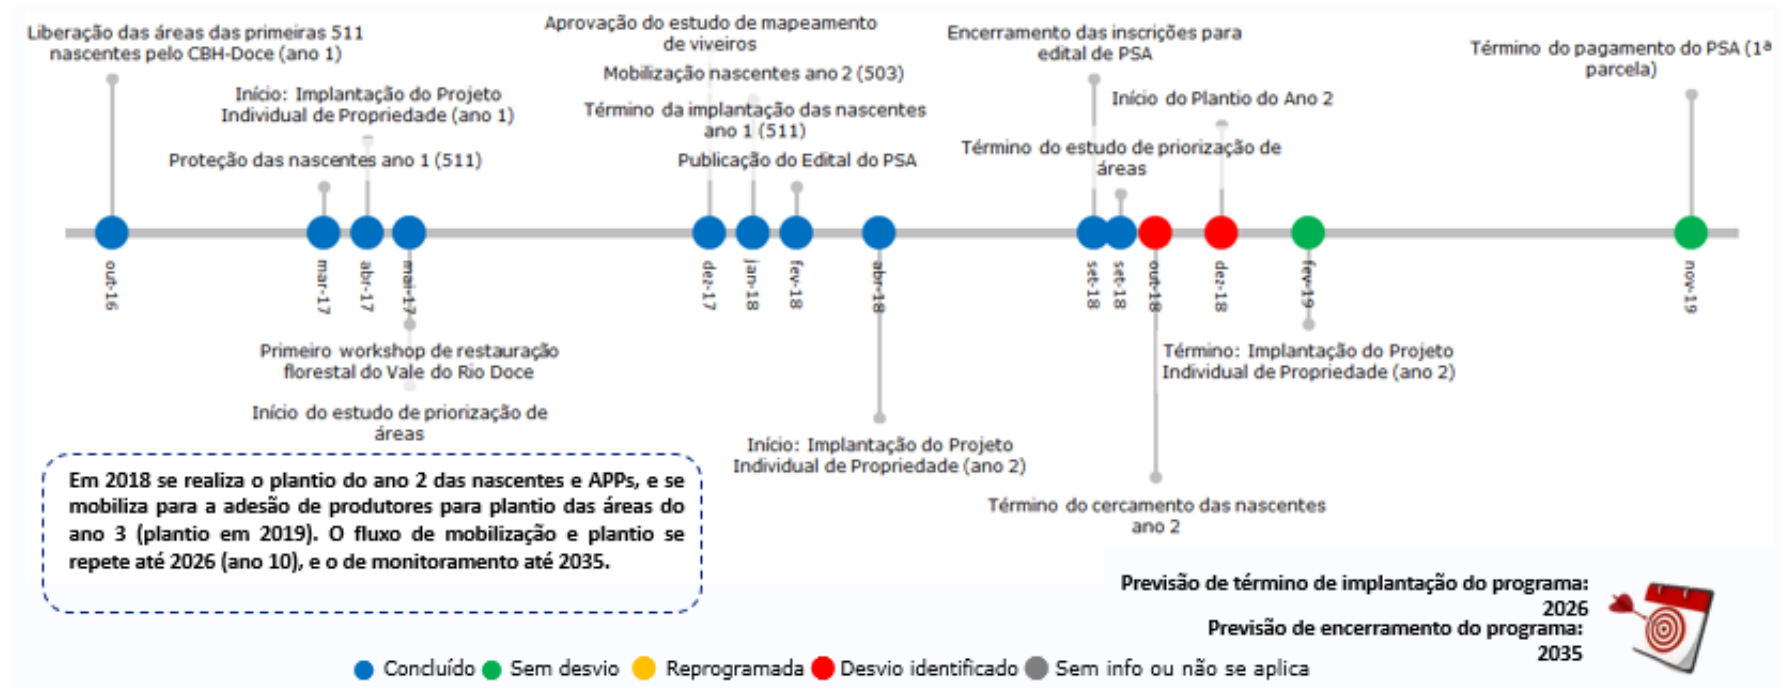 Liberação das áreas das primeiras 511
nascentes pelo CBH-Doce (ano 1)
Início: Implantação do Projeto
Individual de Propriedade (ano 1)
Proteção das nascentes ano 1 (511)
Aprovação do estudo de mapeamento
de viveiros
Mobilização nascentes ano 2 (503)
Término da implantação das nascentes
ano 1 (511)
Publicação do Edital do PSA
Encerramento das inscrições para
edital de PSA
Início do Plantio do Ano 2
Término do estudo de priorização de
áreas
Término do pagamento do PSA (1ª
parcela)
out-16
mar-17
abr-17
mai-17
dez-17
jan-18
fev-18
abr-18
set-18
set-18
out-18
dez-18
fev-19
nov-19
Primeiro workshop de restauração
florestal do Vale do Rio Doce
Início do estudo de priorização de
áreas
Início: Implantação do Projeto
Individual de Propriedade (ano 2)
Término do cercamento das nascentes
ano 2
Término: Implantação do Projeto
Individual de Propriedade (ano 2)
Em 2018 se realiza o plantio do ano 2 das nascentes e APPs, e se
mobiliza para a adesão de produtores para plantio das áreas do
ano 3 (plantio em 2019). O fluxo de mobilização e plantio se
repete até 2026 (ano 10), e o de monitoramento até 2035.
Previsão de término de implantação do programa:
2026
Previsão de encerramento do programa:
2035
Concluído
Sem desvio
Reprogramada
Desvio identificado
Sem info ou não se aplica